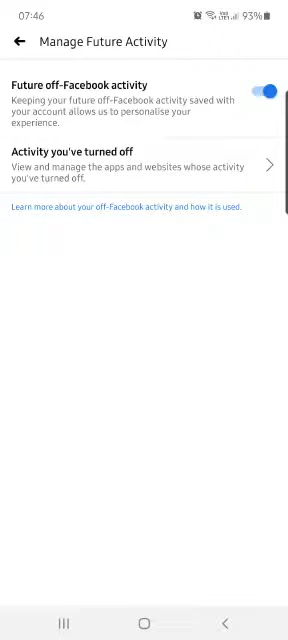 07:46
93%
Manage Future Activity
Future off-Facebook activity
Keeping your future off-Facebook activity saved with
your account allows us to personalise your
experience.
Activity you've turned off
View and manage the apps and websites whose activity
you've turned off.
Learn more about your off-Facebook activity and how it is used.